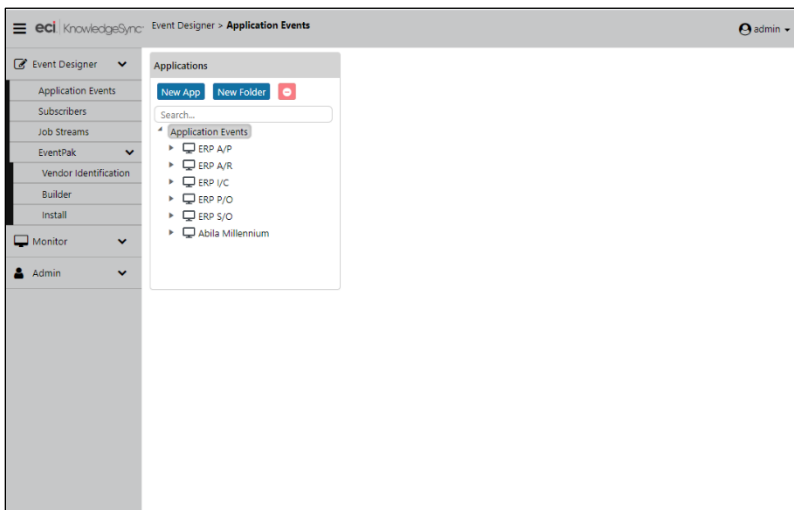 eci KnowledgeSync
Event Designer > Application Events
admin
Event Designer
Application Events
Subscribers
Job Streams
EventPak
Vendor Identification
Builder
Install
Monitor
Admin
Applications
New App New Folder
Search...
Application Events
ERP A/P
ERP A/R
ERP I/C
ERP P/O
ERP S/O
Abila Millennium